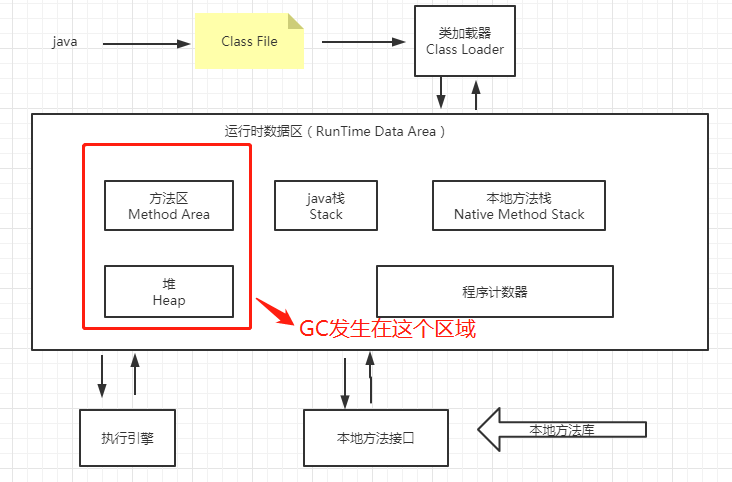 java
Class File
类加载器
Class Loader
运行时数据区（RunTime Data Area）
方法区
Method Area
java栈
Stack
本地方法栈
Native Method Stack
堆
Heap
程序计数器
GC发生在这个区域
执行引擎
本地方法接口
本地方法库